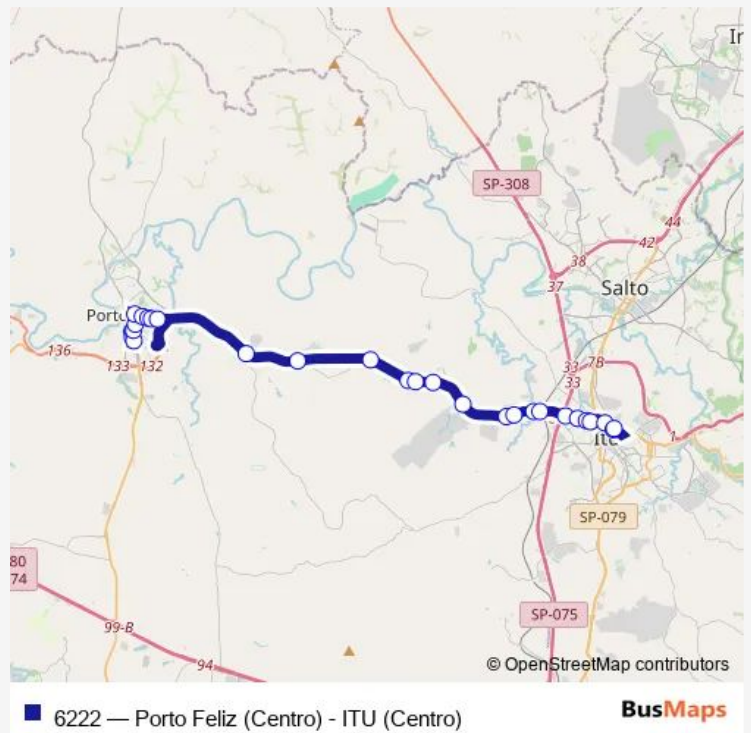 Ir
SP-308
44
42
38
37
Salto
Porto
136
133
132
33
7B
33
1
Itu
SP-079
80
74
SP-075
99-B
94
© OpenStreetMap contributors
6222 — Porto Feliz (Centro) - ITU (Centro)
BusMaps